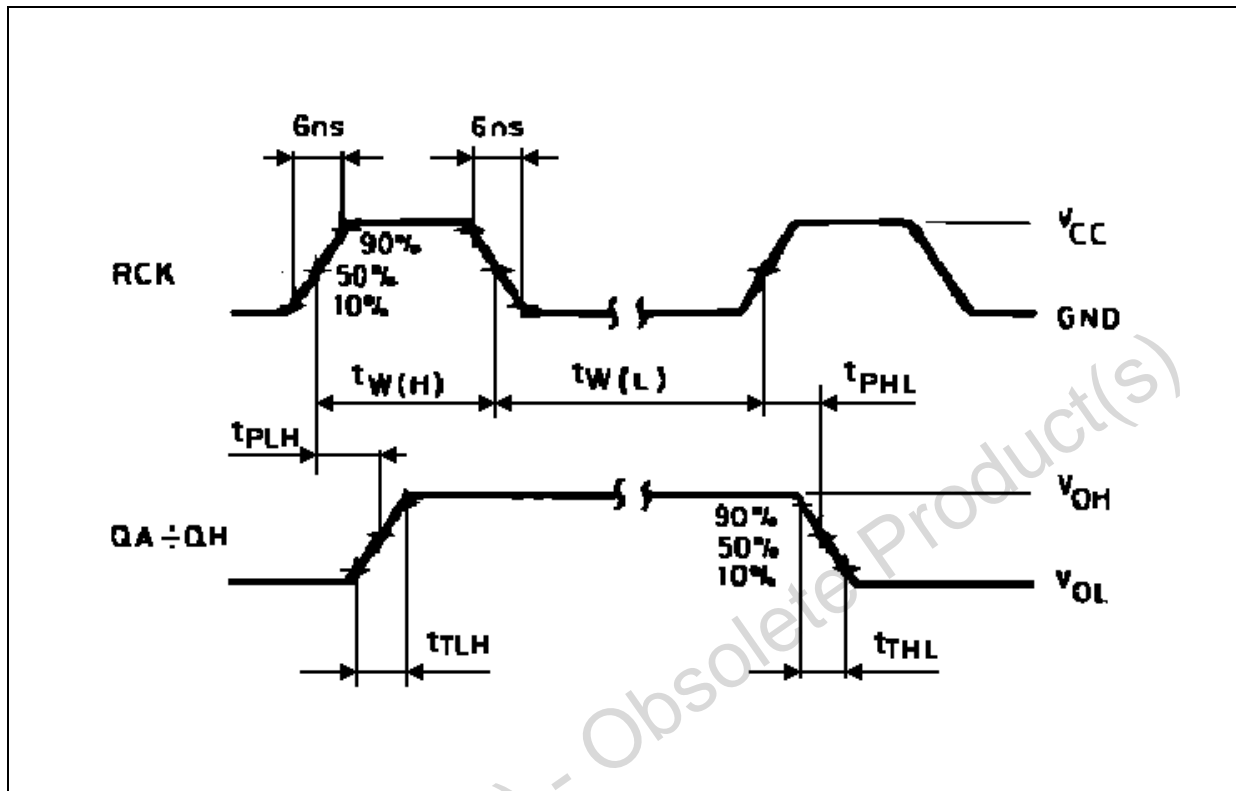 6ns 6ns
VCC
90%
RCK 50%
10%
GND
tW(H) tW(L) tPHL
tPLH
VOH
90%
QA÷QH 50%
10%
VOL
tTLH tTHL
) - Obsolete Product(s)